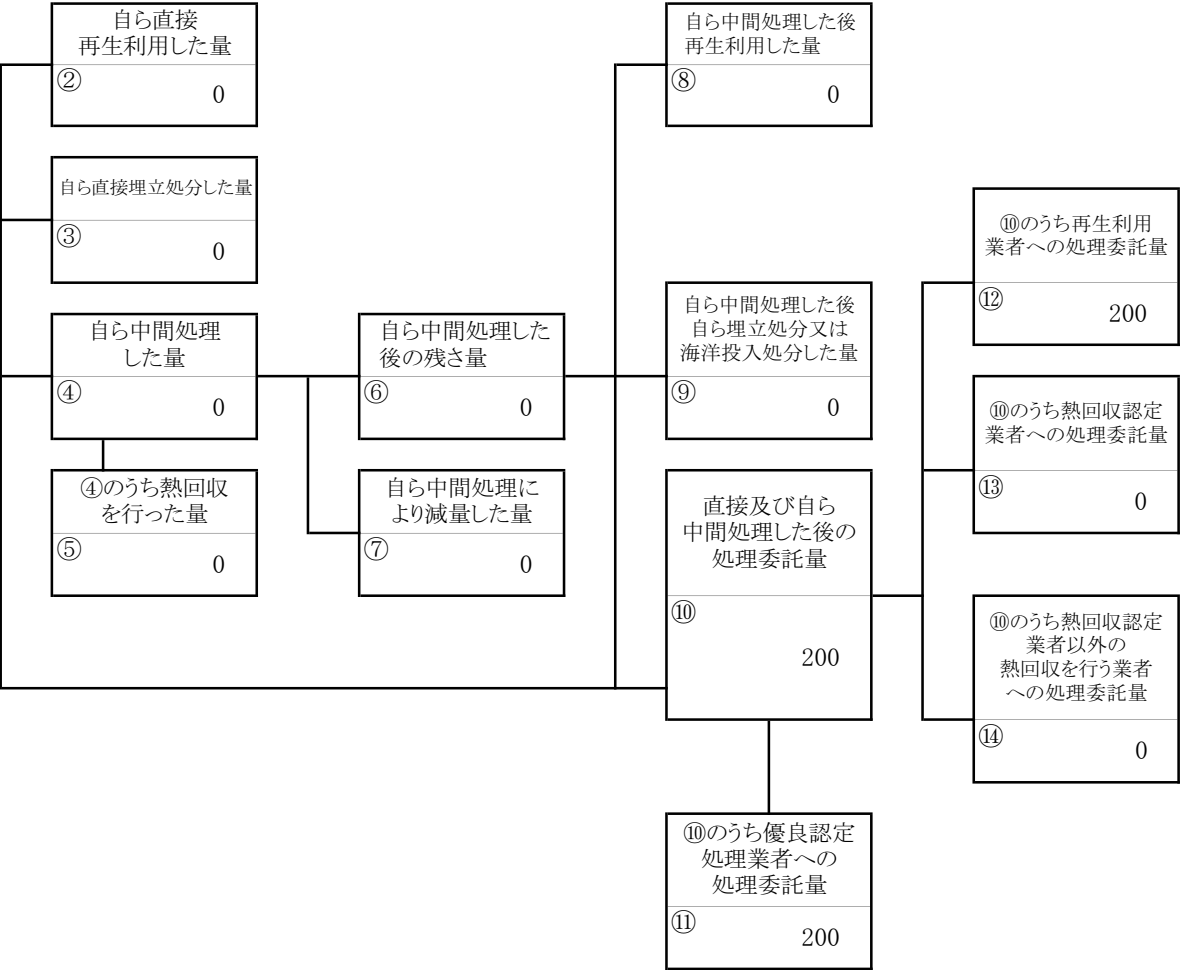 自ら直接
再生利用した量
②
0
自ら直接埋立処分した量
③
0
自ら中間処理
した量
④
0
④のうち熱回収
を行った量
⑤
0
自ら中間処理した
後の残さ量
⑥
0
自ら中間処理に
より減量した量
⑦
0
自ら中間処理した後
再生利用した量
⑧
0
自ら中間処理した後
自ら埋立処分又は
海洋投入処分した量
⑨
0
直接及び自ら
中間処理した後の
処理委託量
⑩
200
⑩のうち優良認定
処理業者への
処理委託量
⑪
200
⑩のうち再生利用
業者への処理委託量
⑫
200
⑩のうち熱回収認定
業者への処理委託量
⑬
0
⑩のうち熱回収認定
業者以外の
熱回収を行う業者
への処理委託量
⑭
0